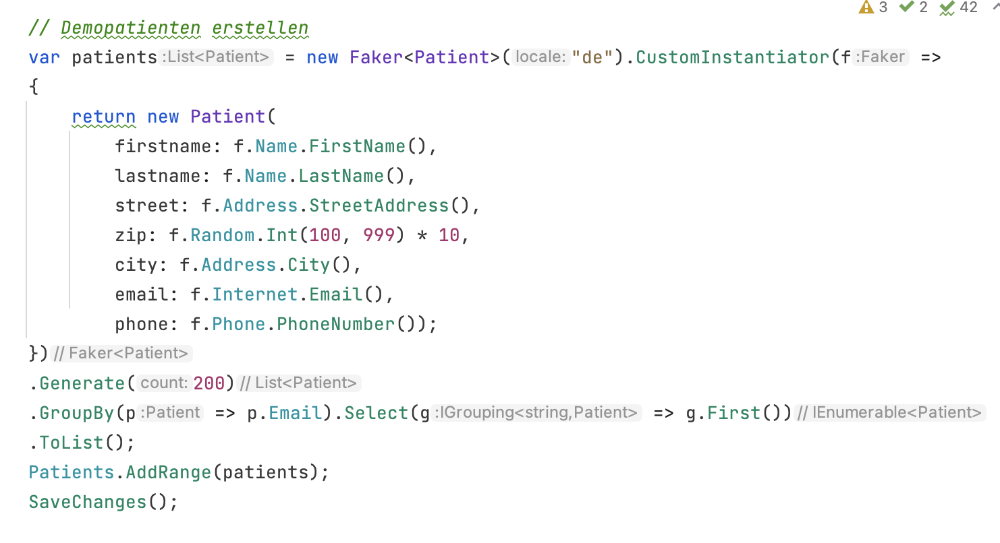 3 2 42
// Demopatienten erstellen
var patients :List<Patient> = new Faker<Patient>( locale: "de").CustomInstantiator(f :Faker =>
{
return new Patient(
firstname: f.Name.FirstName(),
lastname: f.Name.LastName(),
street: f.Address.StreetAddress(),
zip: f.Random.Int(100, 999) * 10,
city: f.Address.City(),
email: f.Internet.Email(),
phone: f.Phone.PhoneNumber());
}) // Faker<Patient>
.Generate( count: 200) // List<Patient>
.GroupBy(p :Patient => p.Email).Select(g :IGrouping<string,Patient> => g.First()) // IEnumerable<Patient>
.ToList();
Patients.AddRange(patients);
SaveChanges();